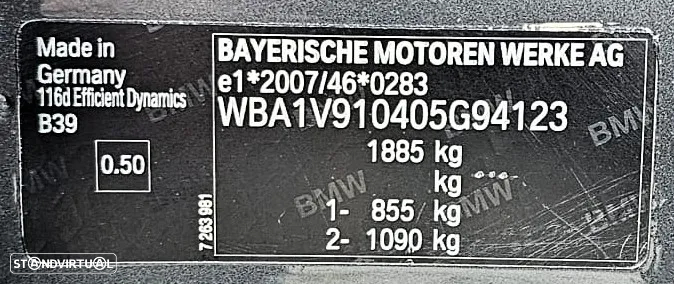 Made in
Germany
116d Efficient Dynamics
B39
0.50
7 263 981
BAYERISCHE MOTOREN WERKE AG
e1*2007/46*0283
WBA1V910405G94123
1885 kg
kg
1- 855 kg
2- 1090 kg
BMW
BMW
BMW
BMW
STANDVIRTUAL